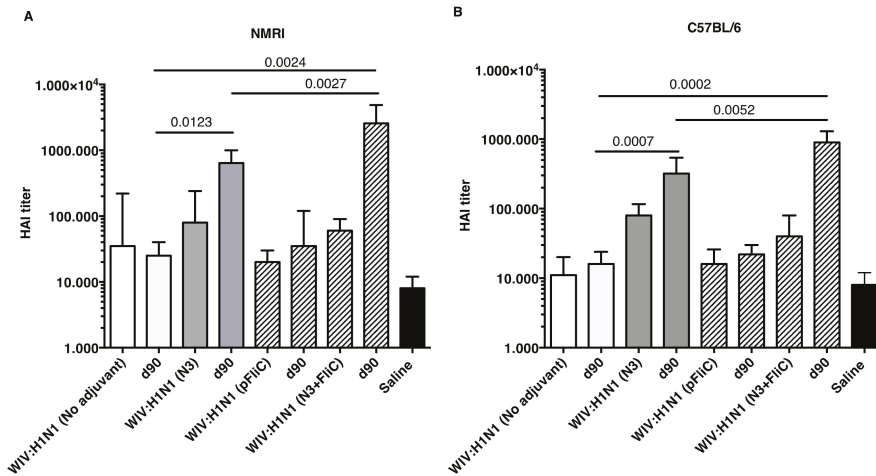 A
NMRI
0.0024
0.0027
0.0123
1.000×10⁴
1000.000
100.000
10.000
1.000
HAI titer
WIV:H1N1 (No adjuvant)
d90
WIV:H1N1 (N3)
d90
WIV:H1N1 (pFliC)
d90
WIV:H1N1 (N3+FliC)
d90
Saline
B
C57BL/6
0.0002
0.0052
0.0007
1.000×10⁴
1000.000
100.000
10.000
1.000
HAI titer
WIV:H1N1 (No adjuvant)
d90
WIV:H1N1 (N3)
d90
WIV:H1N1 (pFliC)
d90
WIV:H1N1 (N3+FliC)
d90
Saline